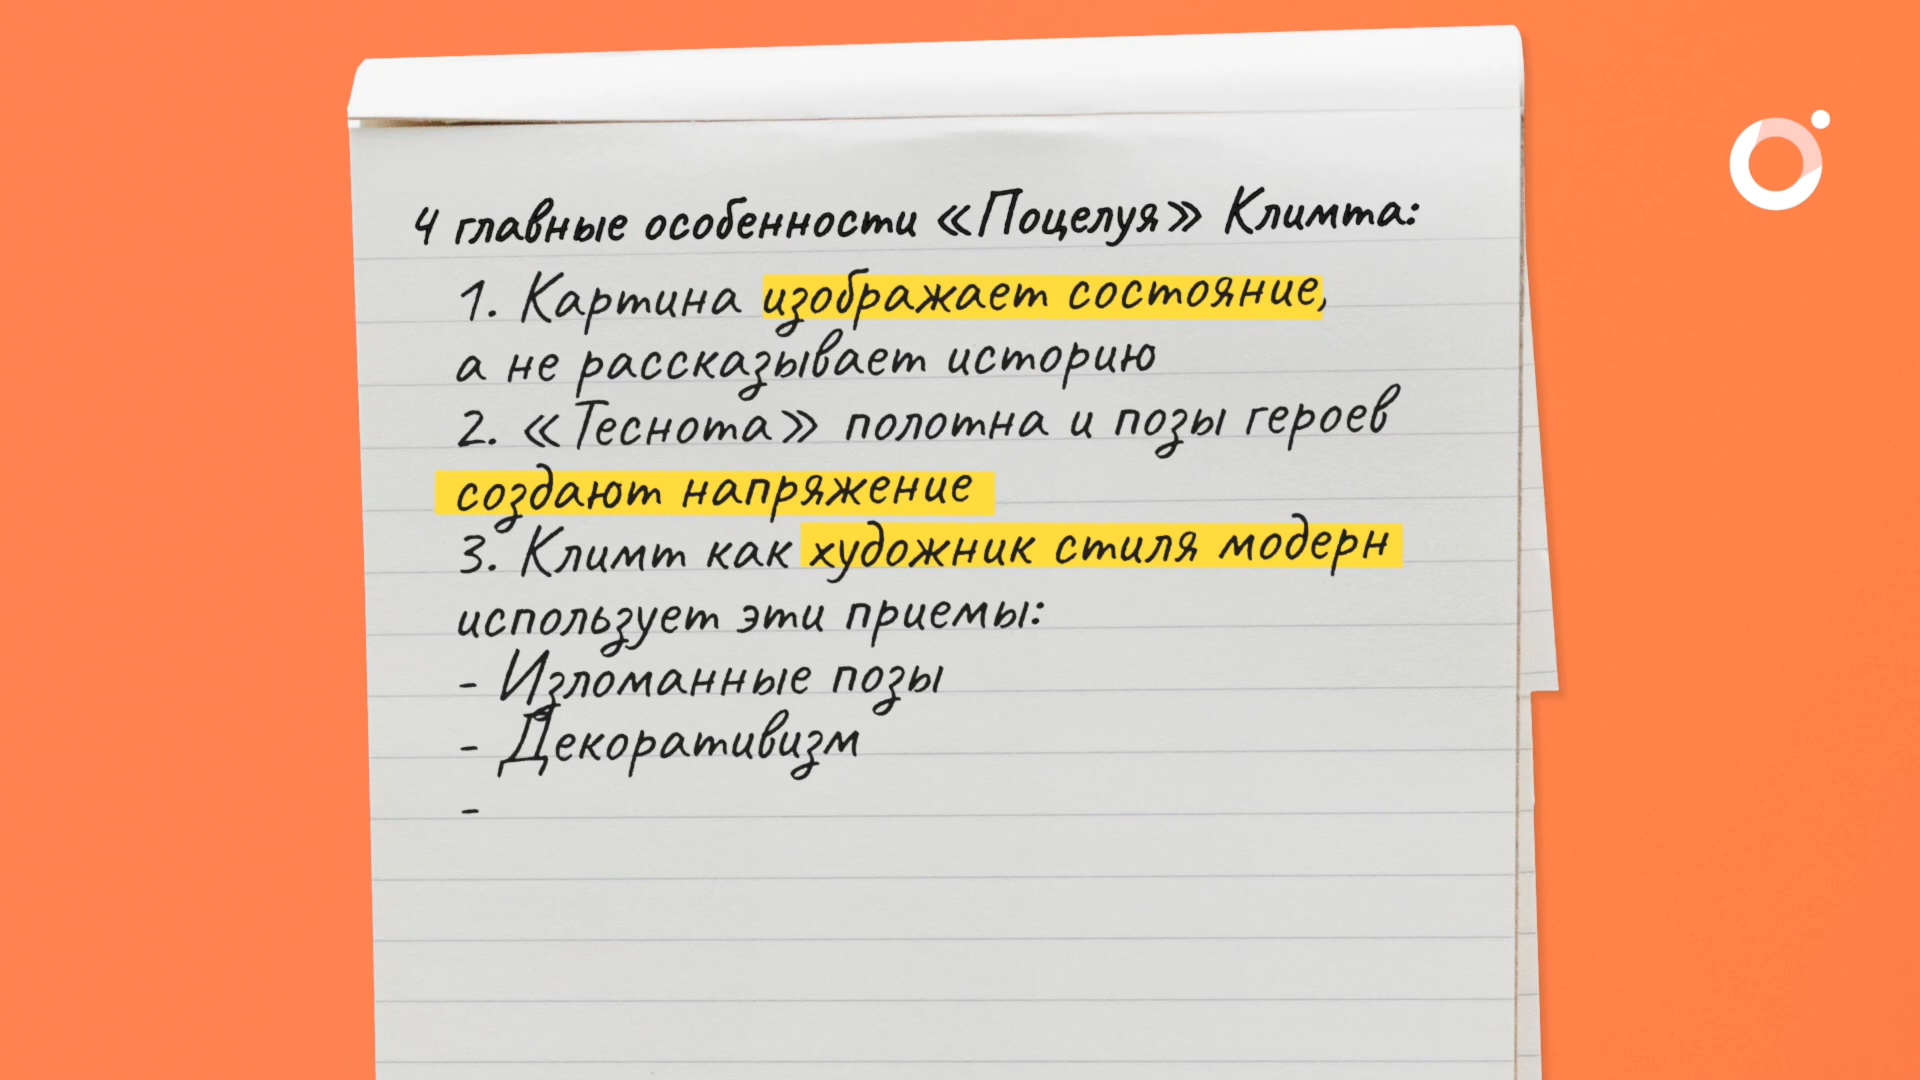 4 главные особенности «Поцелуя» Климта:
1. Картина изображает состояние,
а не рассказывает историю
2. «Теснота» полотна и позы героев
создают напряжение
3. Климт как художник стиля модерн
использует эти приемы:
- Изломанные позы
- Декоративизм
-